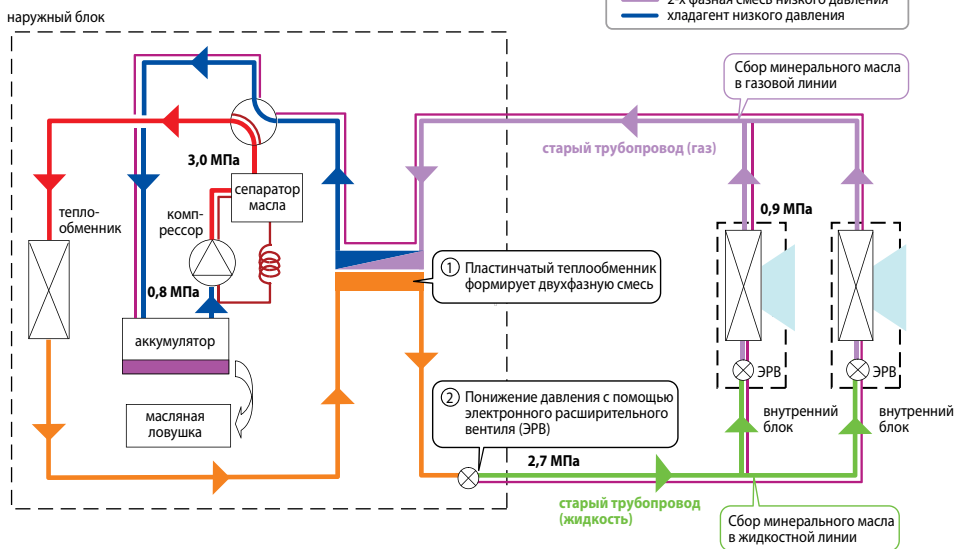 наружный блок
2-х фазная смесь низкого давления
хладагент низкого давления
Сбор минерального масла
в газовой линии
старый трубопровод (газ)
3,0 МПа
сепаратор
масла
тепло-
обменник
комп-
рессор
0,9 МПа
0,8 МПа
1 Пластинчатый теплообменник
формирует двухфазную смесь
аккумулятор
ЭРВ
ЭРВ
масляная
ловушка
2 Понижение давления с помощью
электронного расширительного
вентиля (ЭРВ)
внутренний
блок
внутренний
блок
2,7 МПа
старый трубопровод
(жидкость)
Сбор минерального масла
в жидкостной линии